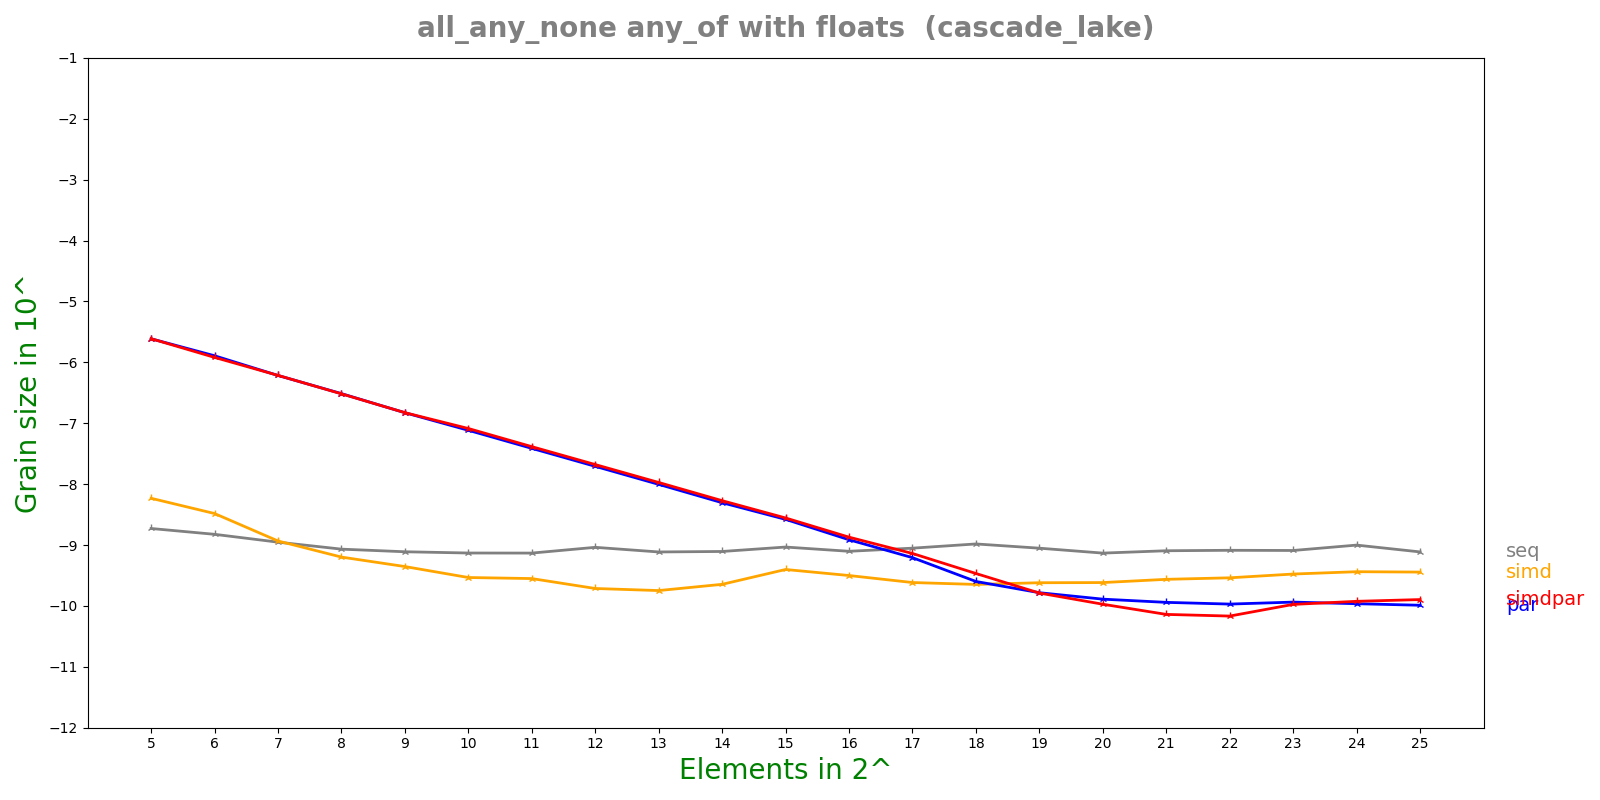 all_any_none any_of with floats  (cascade_lake)
Grain size in 10^
−1
−2
−3
−4
−5
−6
−7
−8
−9
−10
−11
−12
5 6 7 8 9 10 11 12 13 14 15 16 17 18 19 20 21 22 23 24 25
Elements in 2^
seq
simd
simdpar
par